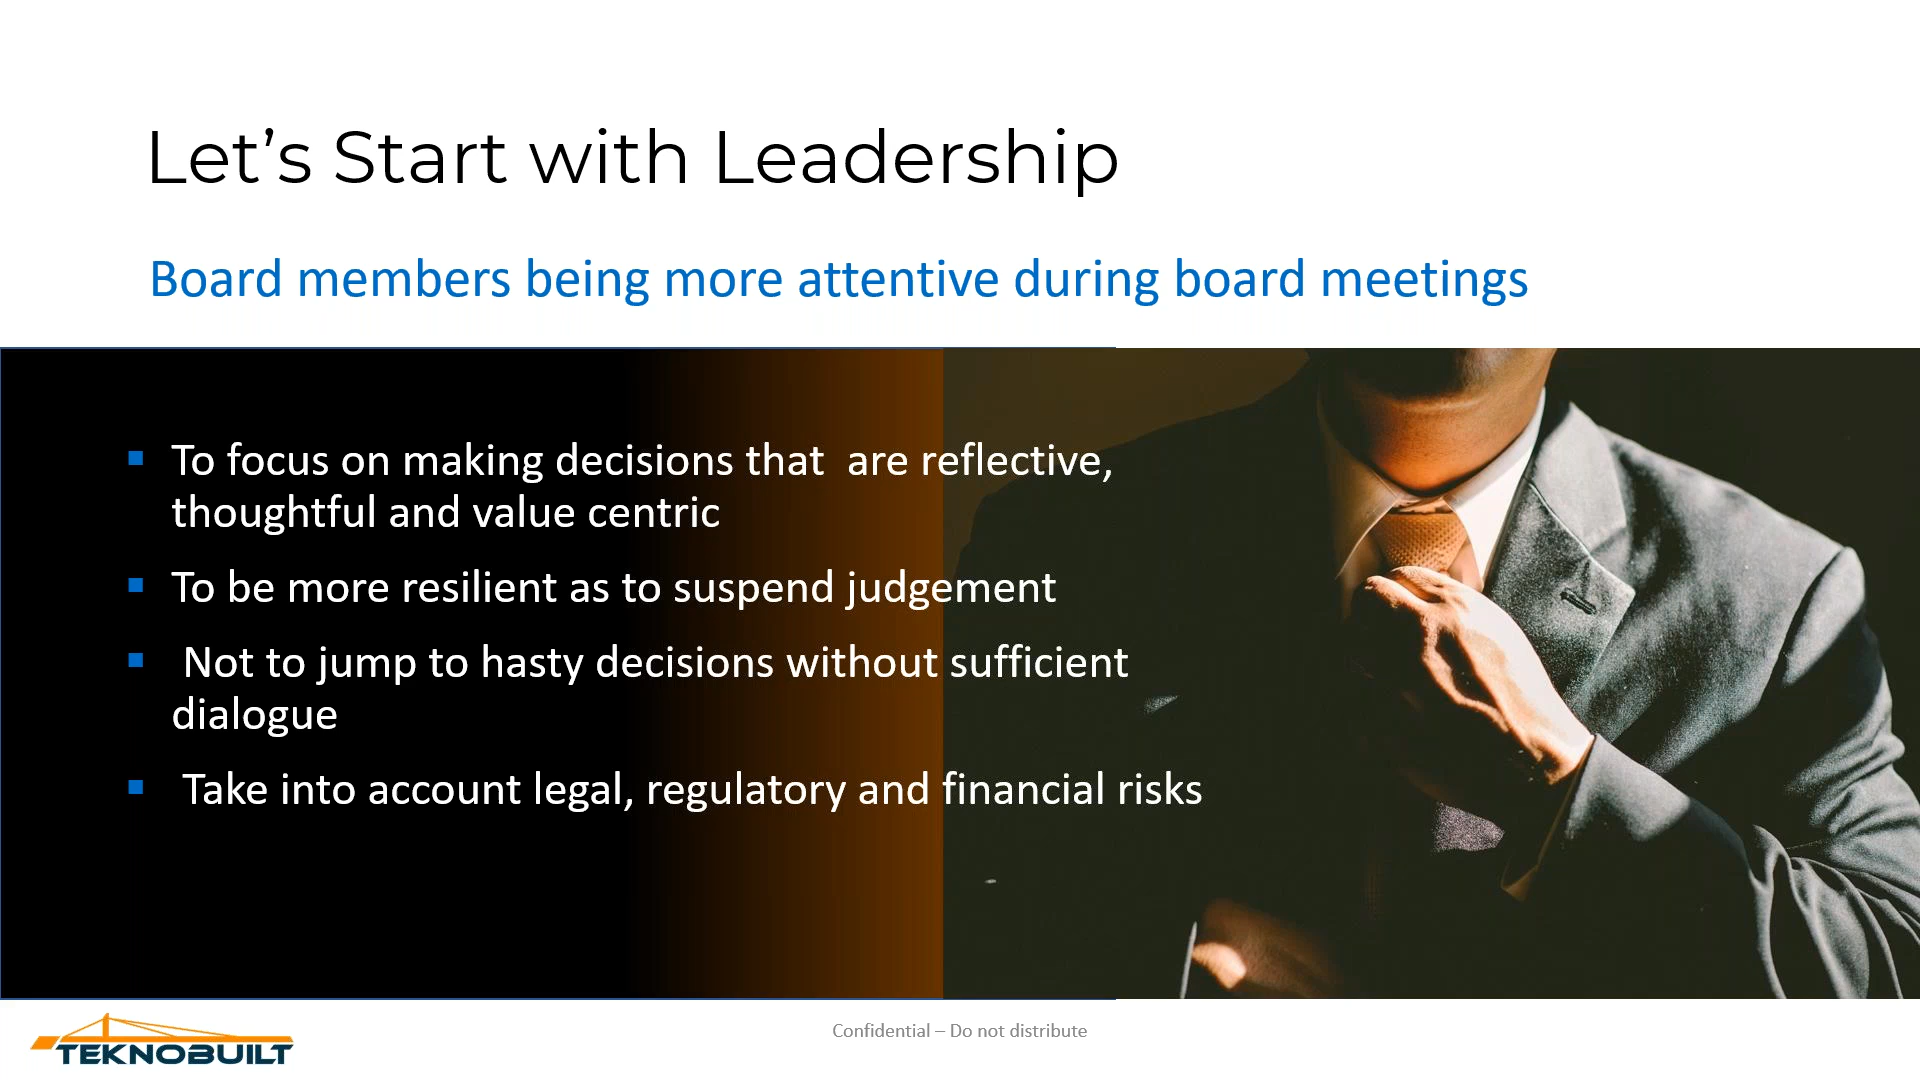 Let’s Start with Leadership
Board members being more attentive during board meetings
▪ To focus on making decisions that  are reflective,
thoughtful and value centric
▪ To be more resilient as to suspend judgement
▪ Not to jump to hasty decisions without sufficient
dialogue
▪ Take into account legal, regulatory and financial risks
TEKNOBUILT
Confidential – Do not distribute